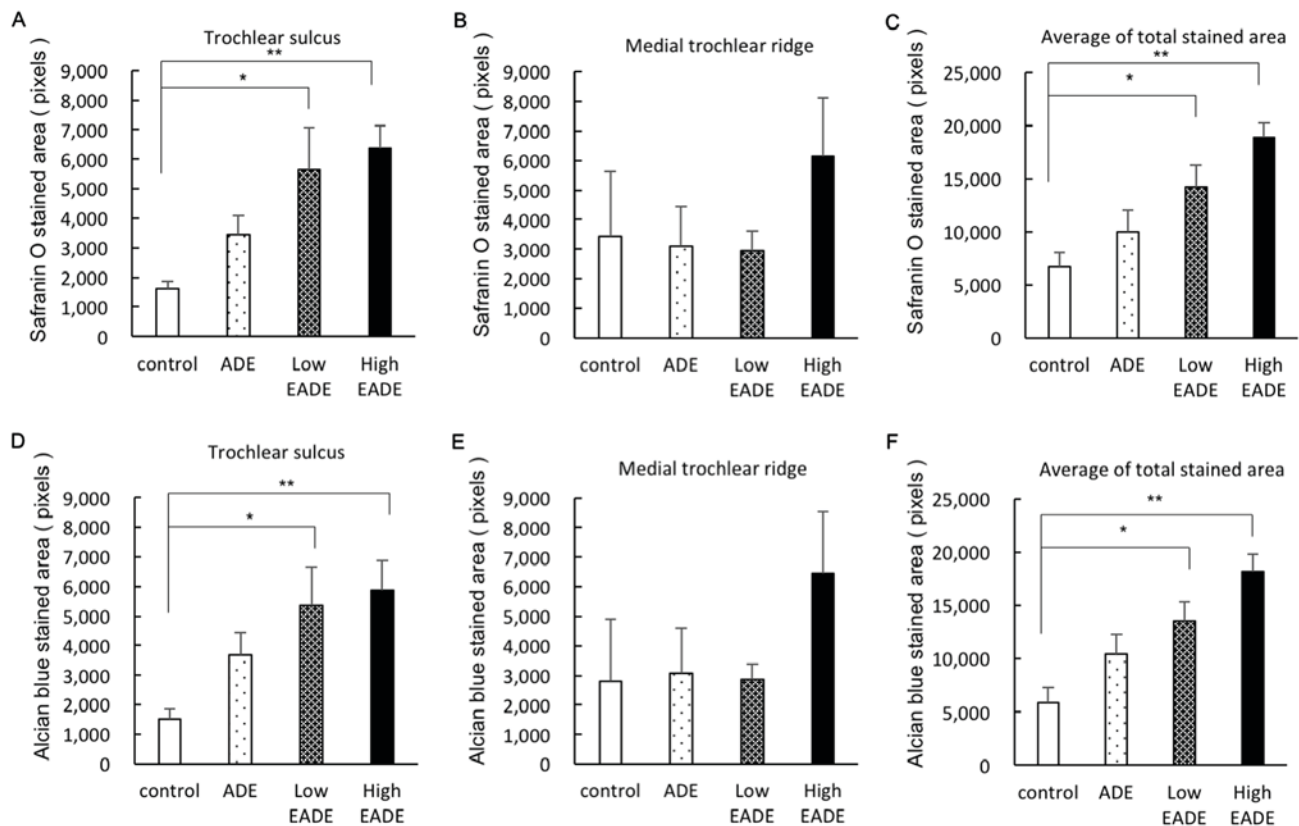 A
Trochlear sulcus
**
*
Safranin O stained area ( pixels )
9,000
8,000
7,000
6,000
5,000
4,000
3,000
2,000
1,000
0
control ADE Low EADE High EADE
B
Medial trochlear ridge
Safranin O stained area ( pixels )
9,000
8,000
7,000
6,000
5,000
4,000
3,000
2,000
1,000
0
control ADE Low EADE High EADE
C
Average of total stained area
**
*
Safranin O stained area ( pixels )
25,000
20,000
15,000
10,000
5,000
0
control ADE Low EADE High EADE
D
Trochlear sulcus
**
*
Alcian blue stained area ( pixels )
9,000
8,000
7,000
6,000
5,000
4,000
3,000
2,000
1,000
0
control ADE Low EADE High EADE
E
Medial trochlear ridge
Alcian blue stained area ( pixels )
9,000
8,000
7,000
6,000
5,000
4,000
3,000
2,000
1,000
0
control ADE Low EADE High EADE
F
Average of total stained area
**
*
Alcian blue stained area ( pixels )
25,000
20,000
15,000
10,000
5,000
0
control ADE Low EADE High EADE